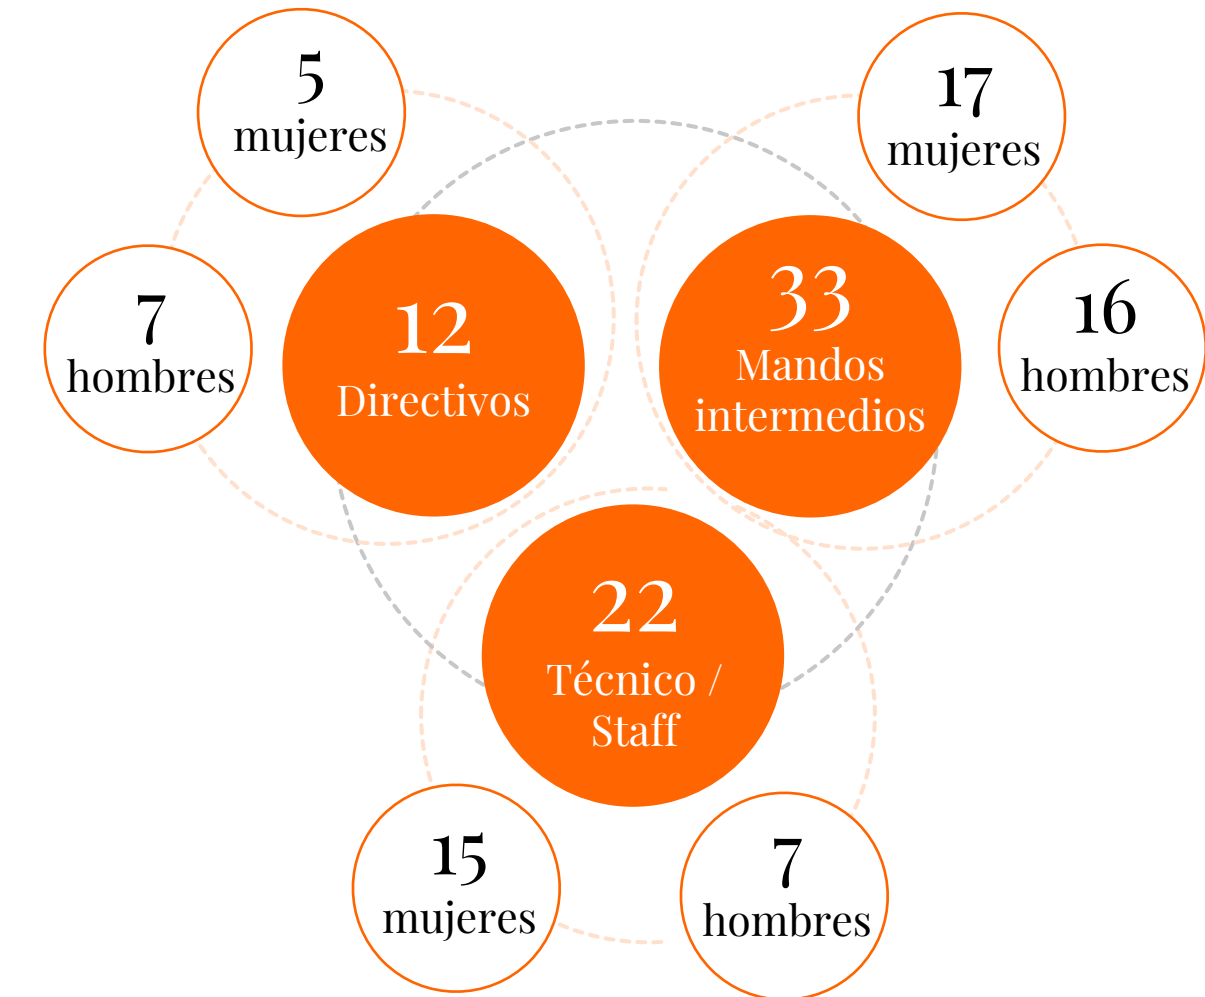 5
mujeres
7
hombres
12
Directivos
17
mujeres
16
hombres
33
Mandos
intermedios
22
Técnico /
Staff
15
mujeres
7
hombres